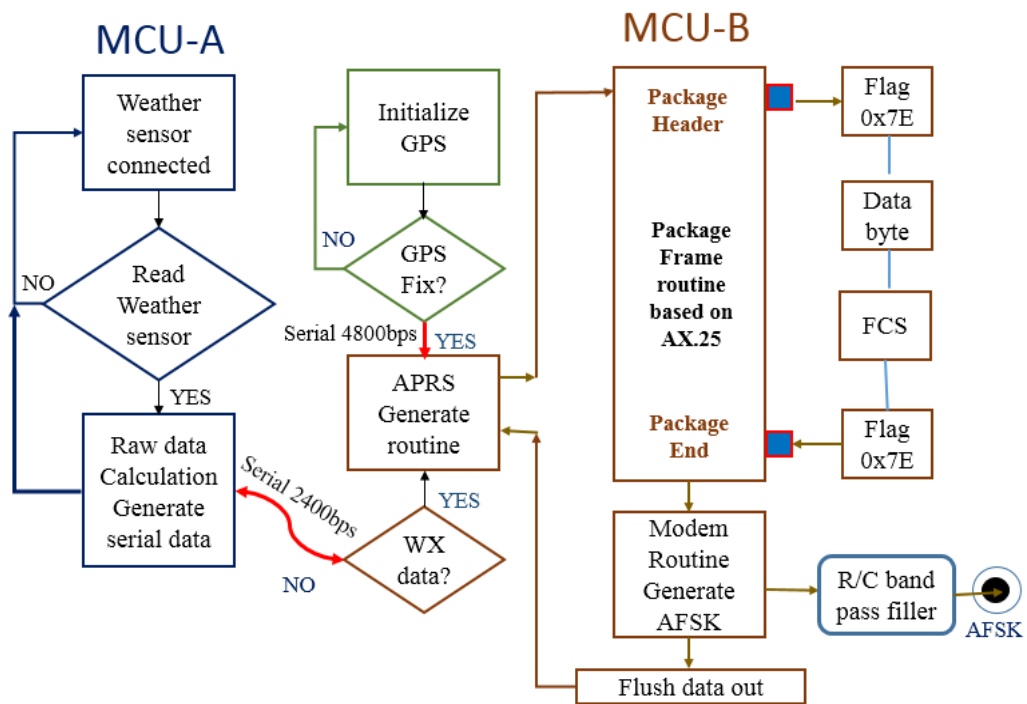 MCU-A
Weather
sensor
connected
NO
Read
Weather
sensor
YES
Raw data
Calculation
Generate
serial data
Initialize
GPS
NO
GPS
Fix?
Serial 4800bps
YES
APRS
Generate
routine
YES
Serial 2400bps
NO
WX
data?
MCU-B
Package
Header
Package
Frame
routine
based on
AX.25
Package
End
Flag
0x7E
Data
byte
FCS
Flag
0x7E
Modem
Routine
Generate
AFSK
R/C band
pass filler
AFSK
Flush data out